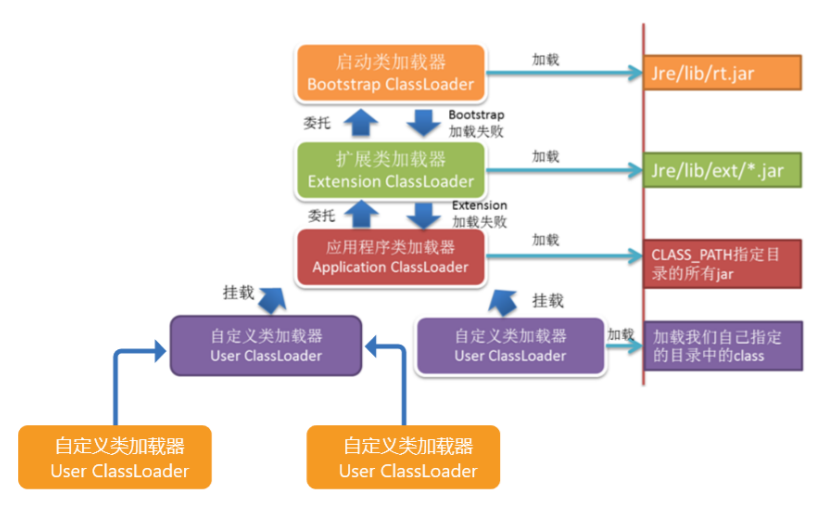 启动类加载器
Bootstrap ClassLoader
加载
Jre/lib/rt.jar
委托
Bootstrap
加载失败
扩展类加载器
Extension ClassLoader
加载
Jre/lib/ext/*.jar
委托
Extension
加载失败
应用程序类加载器
Application ClassLoader
加载
CLASS_PATH指定目
录的所有jar
挂载
挂载
自定义类加载器
User ClassLoader
自定义类加载器
User ClassLoader
加载
加载我们自己指定
的目录中的class
自定义类加载器
User ClassLoader
自定义类加载器
User ClassLoader